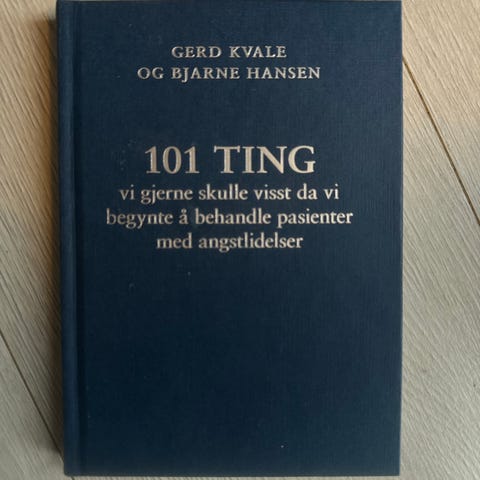 GERD KVALE
OG BJARNE HANSEN
101 TING
vi gjerne skulle visst da vi
begynte å behandle pasienter
med angstlidelser